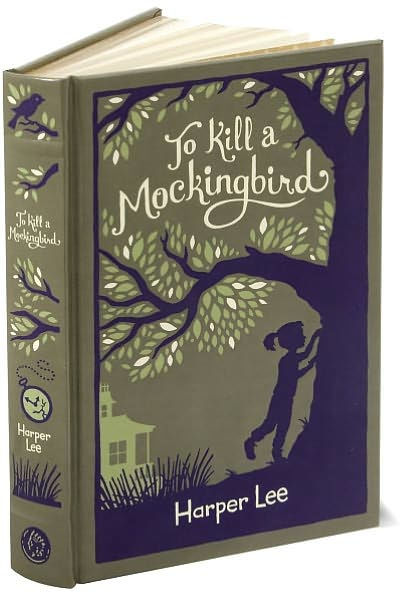 To Kill a
Mockingbird
Harper Lee
To Kill a
Mockingbird
Harper
Lee